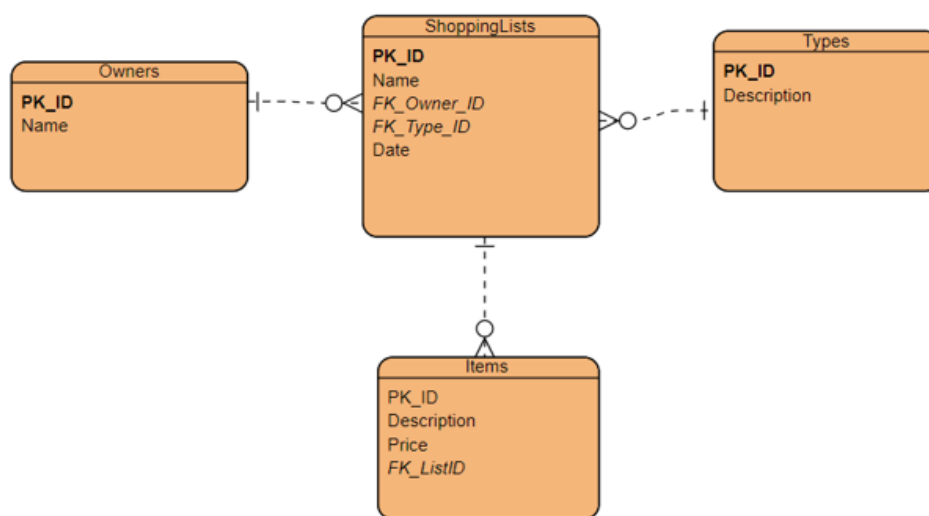 Owners
PK_ID
Name
ShoppingLists
PK_ID
Name
FK_Owner_ID
FK_Type_ID
Date
Types
PK_ID
Description
Items
PK_ID
Description
Price
FK_ListID